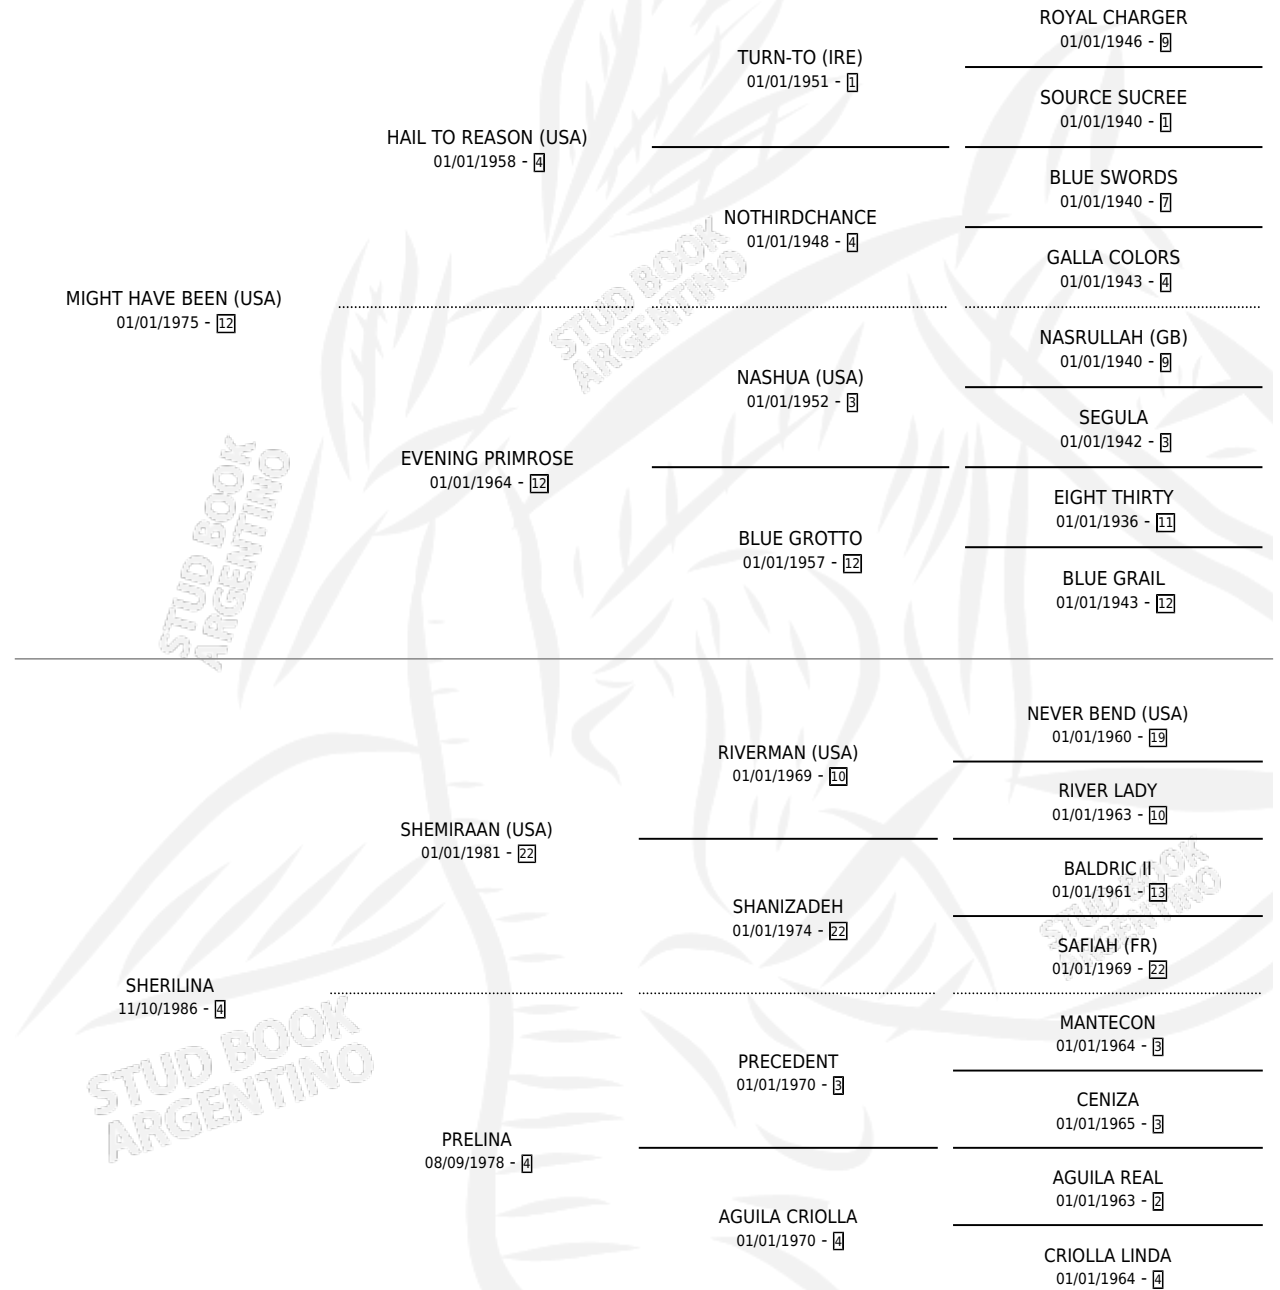 ROYAL CHARGER
01/01/1946 - 9
TURN-TO (IRE)
01/01/1951 - 1
SOURCE SUCREE
01/01/1940 - 1
HAIL TO REASON (USA)
01/01/1958 - 4
BLUE SWORDS
01/01/1940 - 7
NOTHIRDCHANCE
01/01/1948 - 4
GALLA COLORS
01/01/1943 - 4
MIGHT HAVE BEEN (USA)
01/01/1975 - 12
NASRULLAH (GB)
01/01/1940 - 9
NASHUA (USA)
01/01/1952 - 3
SEGULA
01/01/1942 - 3
EVENING PRIMROSE
01/01/1964 - 12
EIGHT THIRTY
01/01/1936 - 11
BLUE GROTTO
01/01/1957 - 12
BLUE GRAIL
01/01/1943 - 12
NEVER BEND (USA)
01/01/1960 - 19
RIVERMAN (USA)
01/01/1969 - 10
RIVER LADY
01/01/1963 - 10
SHEMIRAAN (USA)
01/01/1981 - 22
BALDRIC II
01/01/1961 - 13
SHANIZADEH
01/01/1974 - 22
SAFIAH (FR)
01/01/1969 - 22
SHERILINA
11/10/1986 - 4
MANTECON
01/01/1964 - 3
PRECEDENT
01/01/1970 - 3
CENIZA
01/01/1965 - 3
PRELINA
08/09/1978 - 4
AGUILA REAL
01/01/1963 - 2
AGUILA CRIOLLA
01/01/1970 - 4
CRIOLLA LINDA
01/01/1964 - 4
STUD BOOK
ARGENTINO
STUD BOOK
ARGENTINO
STUD BOOK
ARGENTINO
STUD BOOK
ARGENTINO